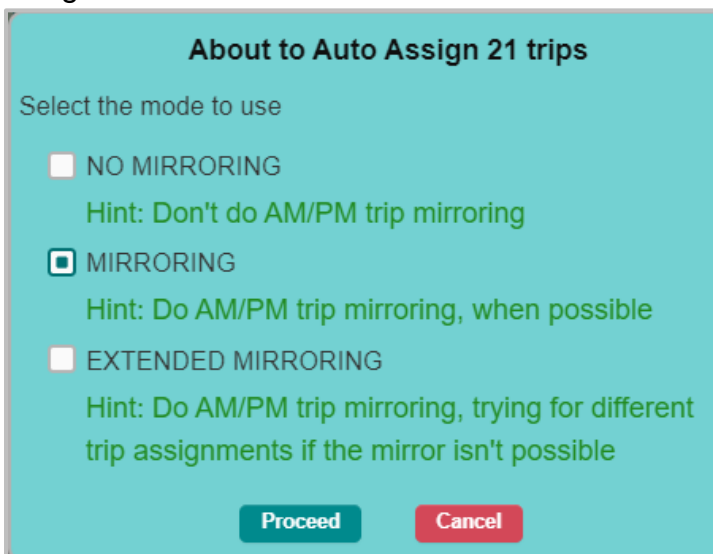 About to Auto Assign 21 trips
Select the mode to use
NO MIRRORING
Hint: Don't do AM/PM trip mirroring
MIRRORING
Hint: Do AM/PM trip mirroring, when possible
EXTENDED MIRRORING
Hint: Do AM/PM trip mirroring, trying for different
trip assignments if the mirror isn't possible
Proceed Cancel